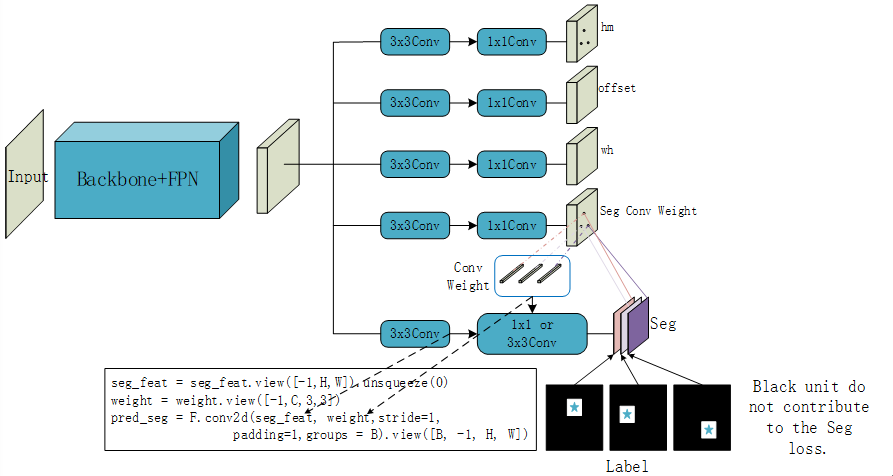 3x3Conv
1x1Conv
hm
3x3Conv
1x1Conv
offset
Input
Backbone+FPN
3x3Conv
1x1Conv
wh
3x3Conv
1x1Conv
Seg Conv Weight
Conv
Weight
3x3Conv
1x1 or
3x3Conv
Seg
seg_feat = seg_feat.view([-1,H,W]).unsqueeze(0)
weight = weight.view([-1,C,3,3])
pred_seg = F.conv2d(seg_feat, weight,stride=1,
padding=1,groups = B).view([B, -1, H, W])
Label
Black unit do
not contribute
to the Seg
loss.